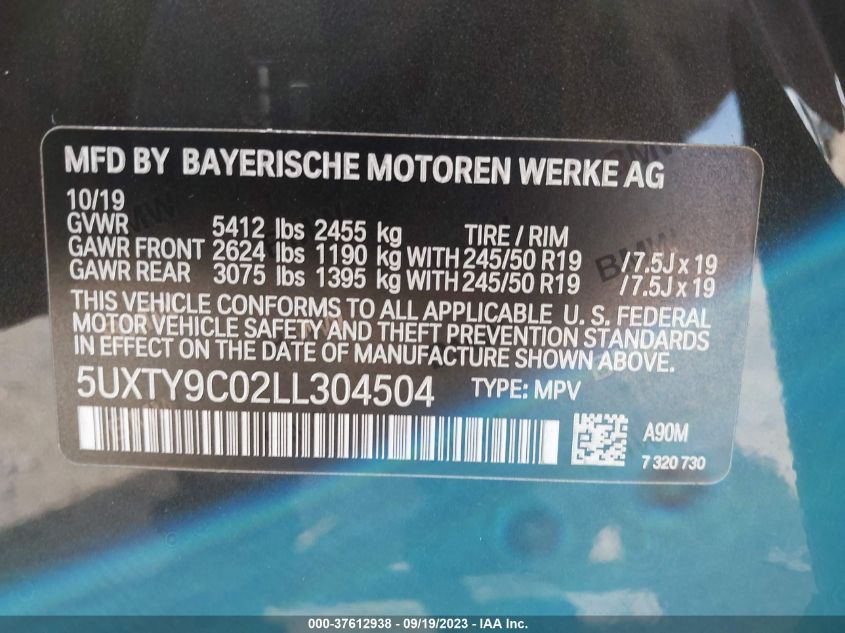 MFD BY BAYERISCHE MOTOREN WERKE AG
10/19
GVWR 5412 lbs 2455 kg TIRE / RIM
GAWR FRONT 2624 lbs 1190 kg WITH 245/50 R19 / 7.5J x 19
GAWR REAR 3075 lbs 1395 kg WITH 245/50 R19 / 7.5J x 19
THIS VEHICLE CONFORMS TO ALL APPLICABLE U. S. FEDERAL
MOTOR VEHICLE SAFETY AND THEFT PREVENTION STANDARDS
IN EFFECT ON THE DATE OF MANUFACTURE SHOWN ABOVE.
5UXTY9C02LL304504 TYPE: MPV
A90M
7 320 730
000-37612938 - 09/19/2023 - IAA Inc.